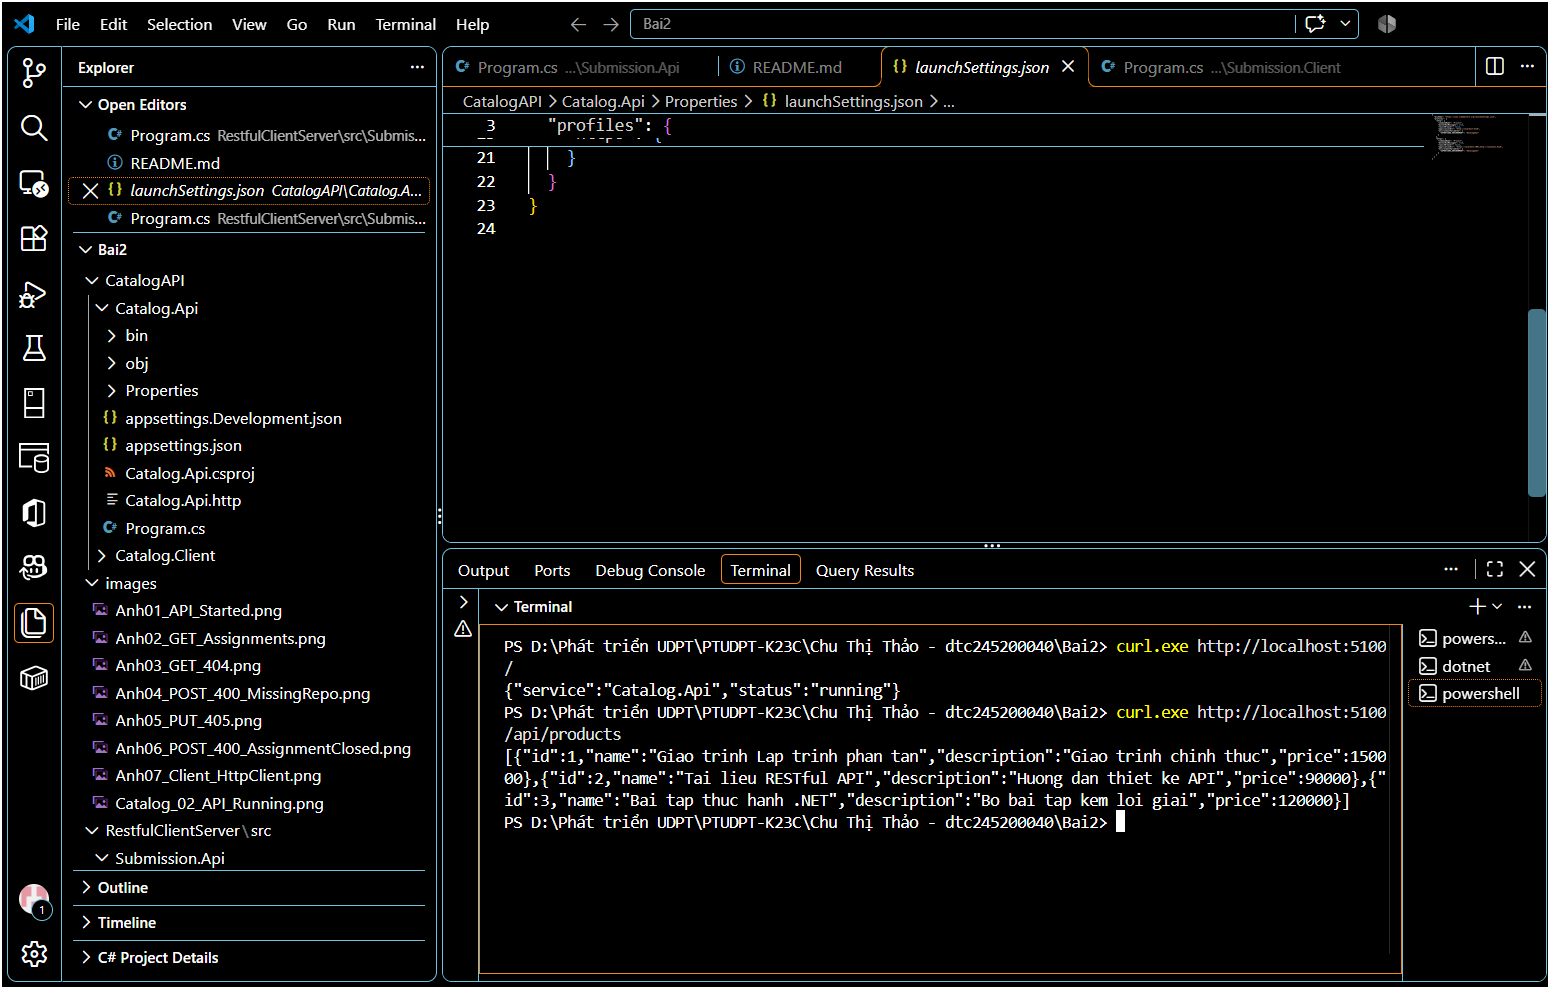 File Edit Selection View Go Run Terminal Help
Bai2
Explorer
Open Editors
Program.cs RestfulClientServer\src\Submis...
README.md
launchSettings.json CatalogAPI\Catalog.A...
Program.cs RestfulClientServer\src\Submis...
Bai2
CatalogAPI
Catalog.Api
bin
obj
Properties
appsettings.Development.json
appsettings.json
Catalog.Api.csproj
Catalog.Api.http
Program.cs
Catalog.Client
images
Anh01_API_Started.png
Anh02_GET_Assignments.png
Anh03_GET_404.png
Anh04_POST_400_MissingRepo.png
Anh05_PUT_405.png
Anh06_POST_400_AssignmentClosed.png
Anh07_Client_HttpClient.png
Catalog_02_API_Running.png
RestfulClientServer\src
Submission.Api
Outline
Timeline
C# Project Details
1
Program.cs ...\Submission.Api README.md launchSettings.json Program.cs ...\Submission.Client
CatalogAPI > Catalog.Api > Properties > {} launchSettings.json > ...
3 "profiles": {
21 }
22 }
23 }
24
Output Ports Debug Console Terminal Query Results
Terminal
PS D:\Phát triển UDPT\PTUDPT-K23C\Chu Thị Thảo - dtc245200040\Bai2> curl.exe http://localhost:5100
/
{"service":"Catalog.Api","status":"running"}
PS D:\Phát triển UDPT\PTUDPT-K23C\Chu Thị Thảo - dtc245200040\Bai2> curl.exe http://localhost:5100
/api/products
[{"id":1,"name":"Giao trinh Lap trinh phan tan","description":"Giao trinh chinh thuc","price":1500
00},{"id":2,"name":"Tai lieu RESTful API","description":"Huong dan thiet ke API","price":90000},{"
id":3,"name":"Bai tap thuc hanh .NET","description":"Bo bai tap kem loi giai","price":120000}]
PS D:\Phát triển UDPT\PTUDPT-K23C\Chu Thị Thảo - dtc245200040\Bai2>
powers...
dotnet
powershell